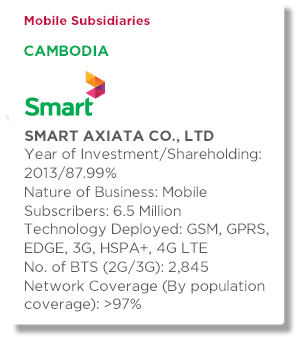 Mobile Subsidiaries
CAMBODIA
Smart
SMART AXIATA CO., LTD
Year of Investment/Shareholding:
2013/87.99%
Nature of Business: Mobile
Subscribers: 6.5 Million
Technology Deployed: GSM, GPRS,
EDGE, 3G, HSPA+, 4G LTE
No. of BTS (2G/3G): 2,845
Network Coverage (By population
coverage): >97%